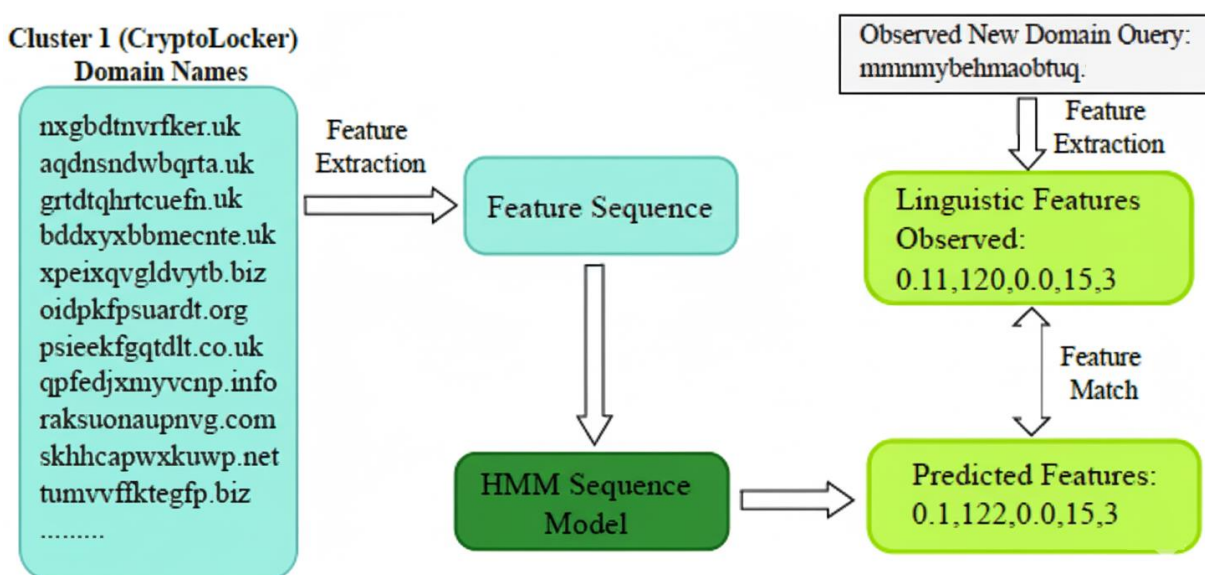 Cluster 1 (CryptoLocker)
Domain Names
nxgbdtnvrfker.uk
aqdnsndwbqrta.uk
grtdtqhrtcuefn.uk
bddxyxbbmecnte.uk
xpeixqvgldvytb.biz
oidpkfpsuardt.org
psieekfgqtdlt.co.uk
qpfedjxmyvcnp.info
raksuonaupnvg.com
skhhcapwxkuwp.net
tumvvffktegfp.biz
.........
Feature
Extraction
Feature Sequence
HMM Sequence
Model
Observed New Domain Query:
mmnmybehmaobtuq.
Feature
Extraction
Linguistic Features
Observed:
0.11,120,0.0,15,3
Feature
Match
Predicted Features:
0.1,122,0.0,15,3